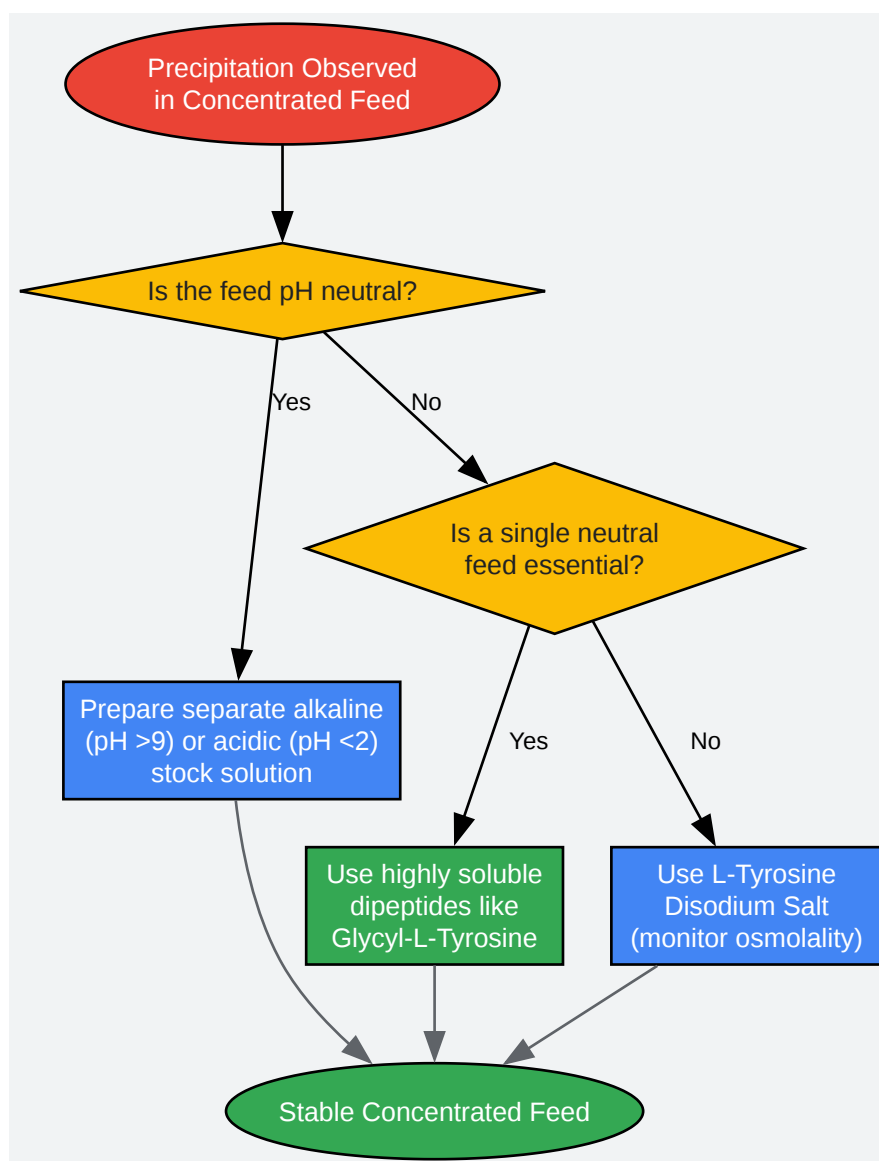 Precipitation Observed
in Concentrated Feed
Is the feed pH neutral?
Yes
No
Is a single neutral
feed essential?
Prepare separate alkaline
(pH >9) or acidic (pH <2)
stock solution
Yes
No
Use highly soluble
dipeptides like
Glycyl-L-Tyrosine
Use L-Tyrosine
Disodium Salt
(monitor osmolality)
Stable Concentrated Feed